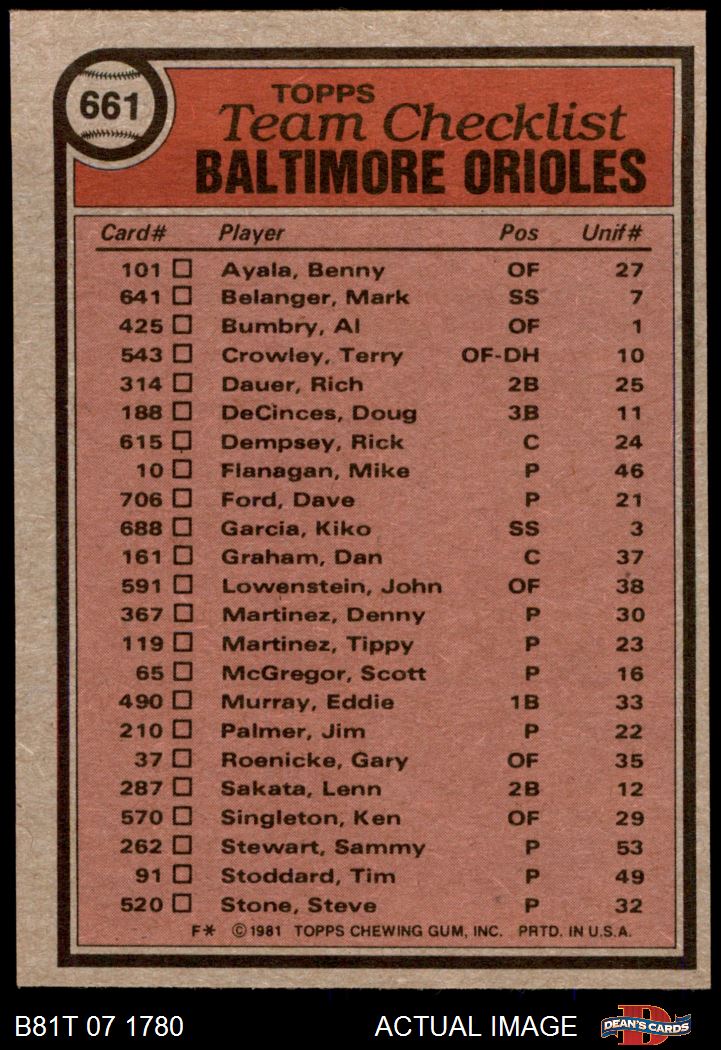 661
TOPPS
Team Checklist
BALTIMORE ORIOLES
Card# Player Pos Unif#
101 Ayala, Benny OF 27
641 Belanger, Mark SS 7
425 Bumbry, Al OF 1
543 Crowley, Terry OF-DH 10
314 Dauer, Rich 2B 25
188 DeCinces, Doug 3B 11
615 Dempsey, Rick C 24
10 Flanagan, Mike P 46
706 Ford, Dave P 21
688 Garcia, Kiko SS 3
161 Graham, Dan C 37
591 Lowenstein, John OF 38
367 Martinez, Denny P 30
119 Martinez, Tippy P 23
65 McGregor, Scott P 16
490 Murray, Eddie 1B 33
210 Palmer, Jim P 22
37 Roenicke, Gary OF 35
287 Sakata, Lenn 2B 12
570 Singleton, Ken OF 29
262 Stewart, Sammy P 53
91 Stoddard, Tim P 49
520 Stone, Steve P 32
F* ©1981 TOPPS CHEWING GUM, INC. PRTD. IN U.S.A.
B81T 07 1780 ACTUAL IMAGE DEAN'S CARDS